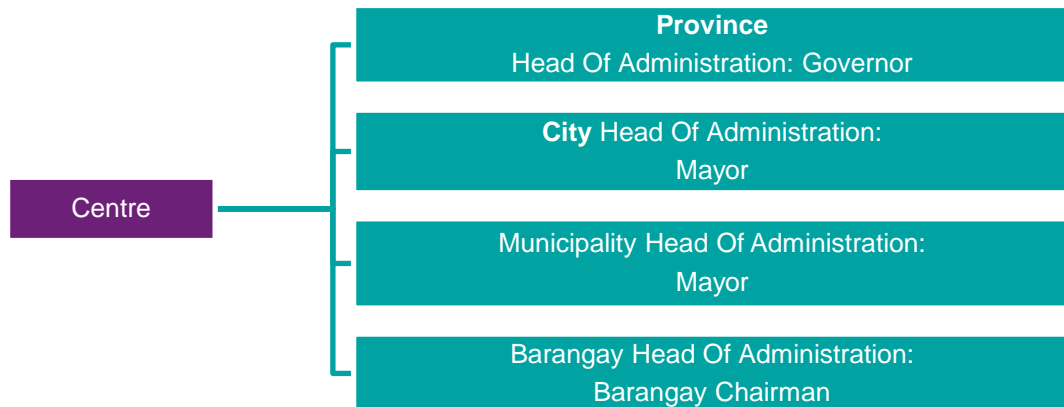 Province
Head Of Administration: Governor
City Head Of Administration:
Mayor
Centre
Municipality Head Of Administration:
Mayor
Barangay Head Of Administration:
Barangay Chairman